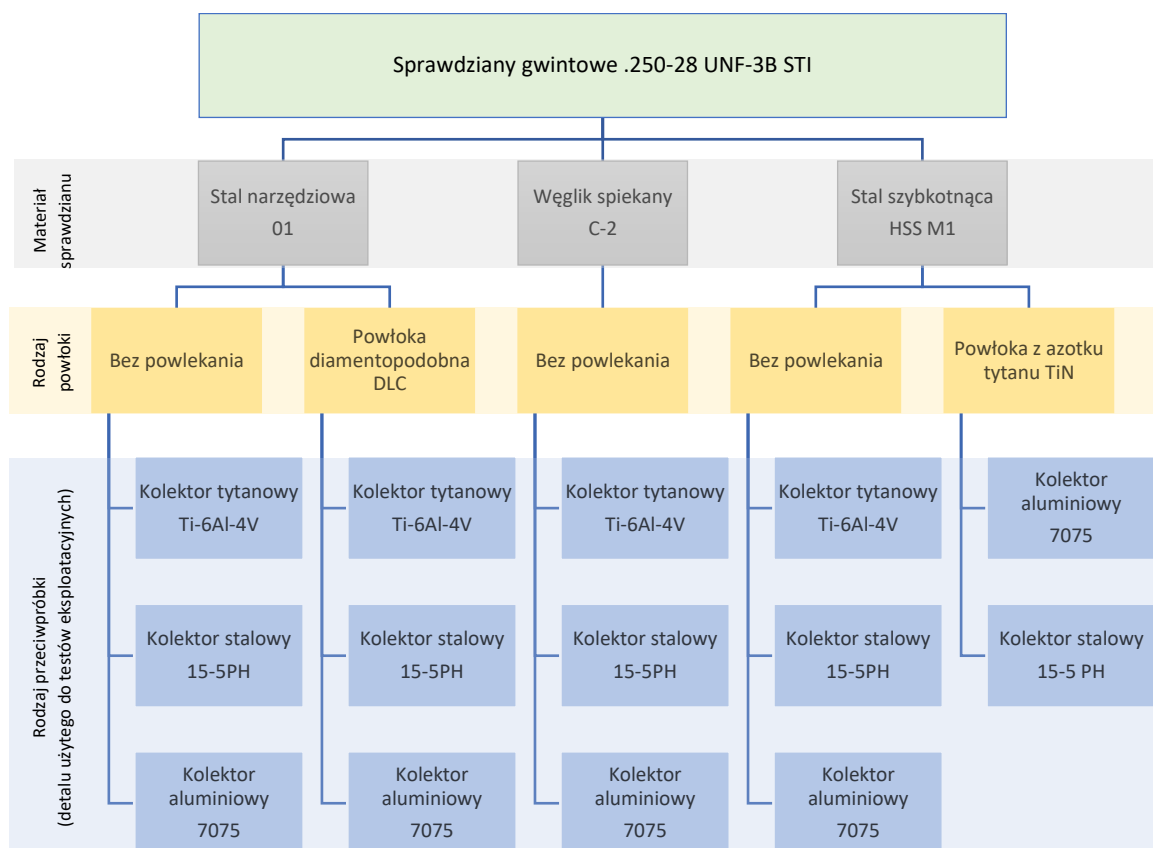 Sprawdziany gwintowe .250-28 UNF-3B STI
Materiał
sprawdzianu
Stal narzędziowa
01
Węglik spiekany
C-2
Stal szybkotnąca
HSS M1
Rodzaj
powłoki
Bez powlekania
Powłoka
diamentopodobna
DLC
Bez powlekania
Bez powlekania
Powłoka z azotku
tytanu TiN
Rodzaj przeciwpróbki
(detalu użytego do testów eksploatacyjnych)
Kolektor tytanowy
Ti-6Al-4V
Kolektor tytanowy
Ti-6Al-4V
Kolektor tytanowy
Ti-6Al-4V
Kolektor tytanowy
Ti-6Al-4V
Kolektor
aluminiowy
7075
Kolektor stalowy
15-5PH
Kolektor stalowy
15-5PH
Kolektor stalowy
15-5PH
Kolektor stalowy
15-5PH
Kolektor stalowy
15-5 PH
Kolektor
aluminiowy
7075
Kolektor
aluminiowy
7075
Kolektor
aluminiowy
7075
Kolektor
aluminiowy
7075